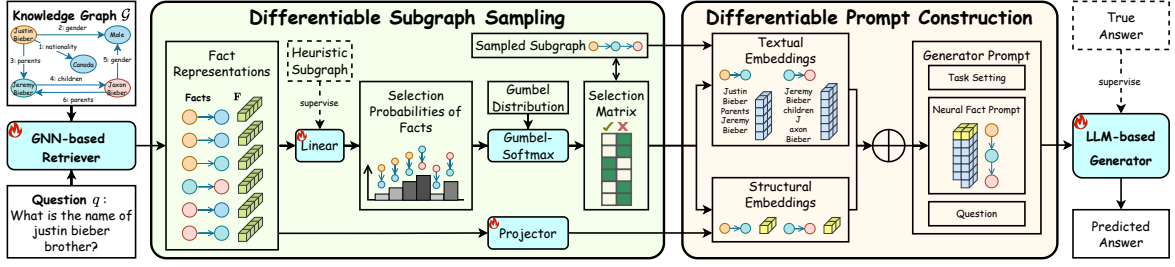 Knowledge Graph 𝒢
Justin
Bieber
2: gender
Male
1: nationality
Canada
3: parents
5: gender
4: children
Jeremy
Bieber
Jaxon
Bieber
6: parents
GNN-based
Retriever
Question q:
What is the name of
justin bieber
brother?
Differentiable Subgraph Sampling
Fact
Representations
Facts
F
Heuristic
Subgraph
supervise
Linear
Selection
Probabilities of
Facts
Sampled Subgraph
Gumbel
Distribution
Gumbel-
Softmax
Selection
Matrix
✓ ✗
Projector
Differentiable Prompt Construction
Textual
Embeddings
Justin
Bieber
Parents
Jeremy
Bieber
Jeremy
Bieber
children
J
axon
Bieber
Structural
Embeddings
Generator Prompt
Task Setting
Neural Fact Prompt
Question
True
Answer
supervise
LLM-based
Generator
Predicted
Answer